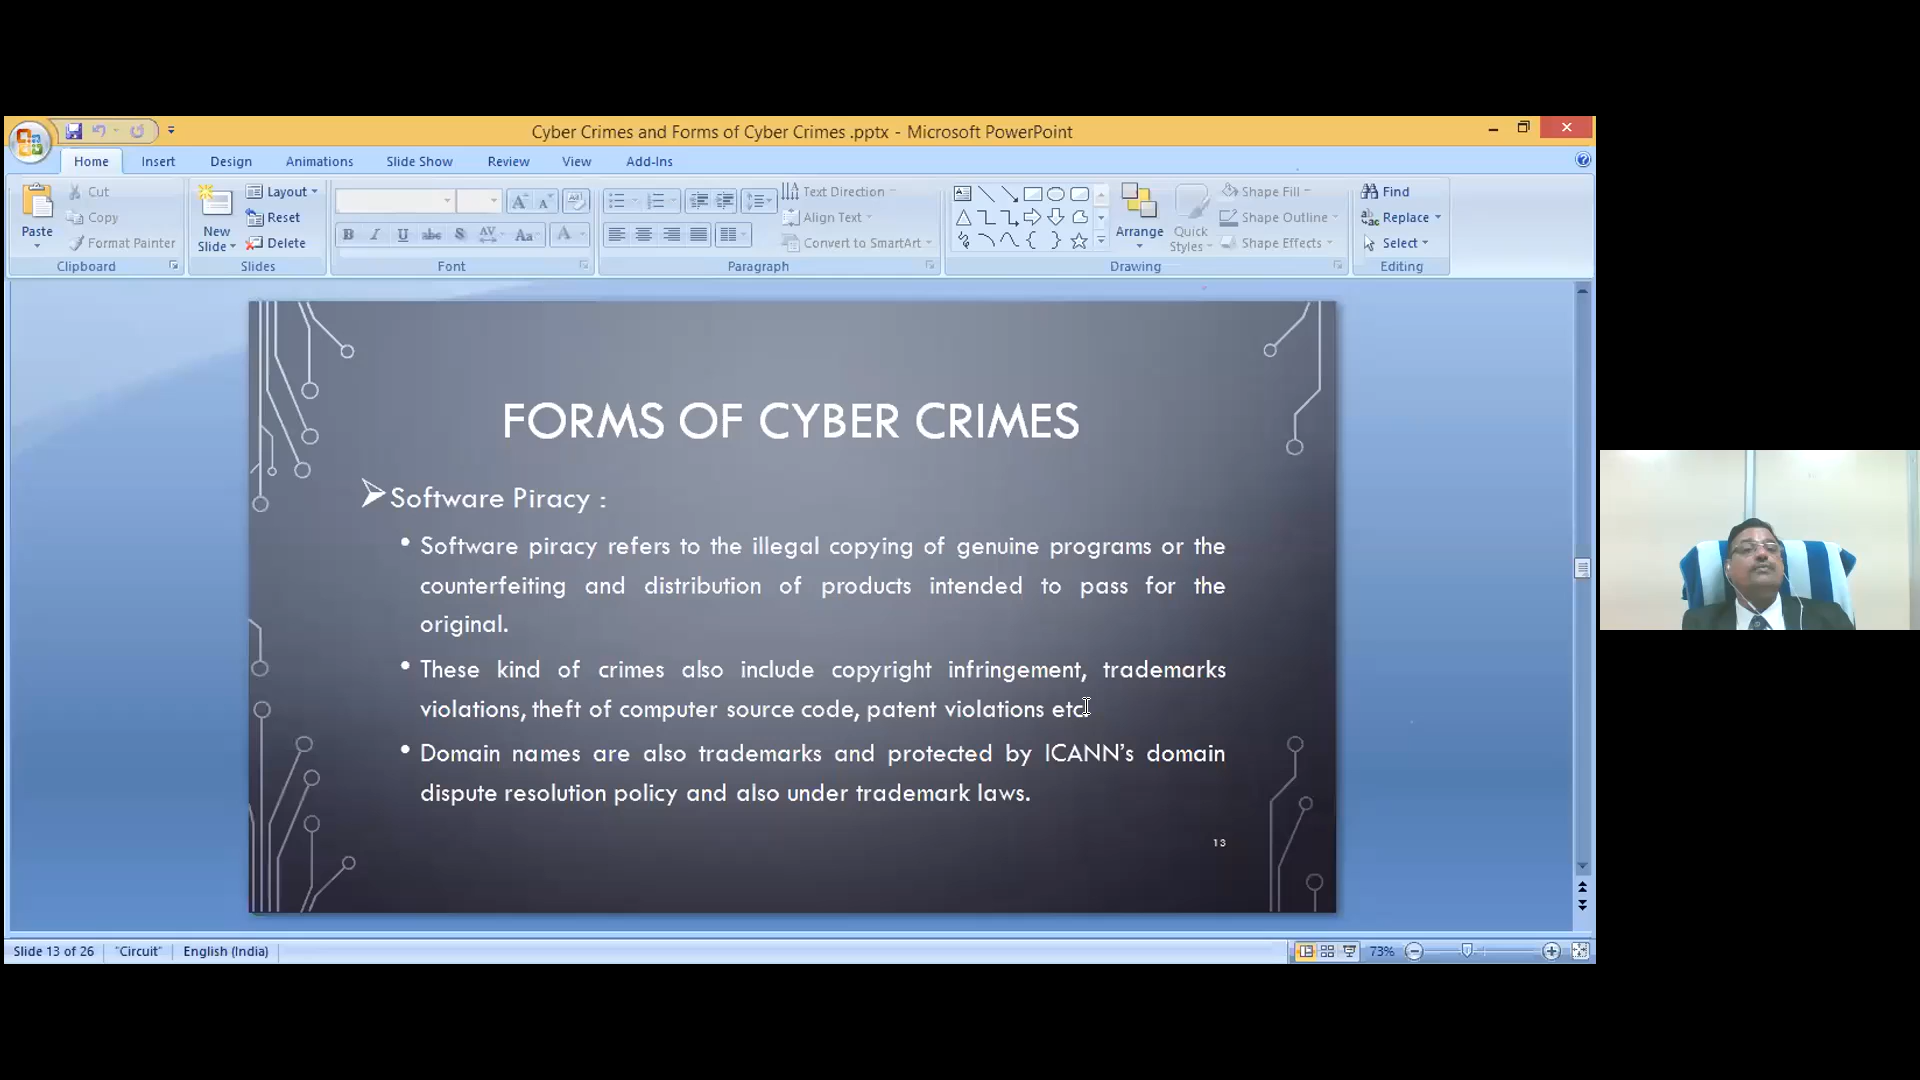 Cyber Crimes and Forms of Cyber Crimes .pptx - Microsoft PowerPoint
Home Insert Design Animations Slide Show Review View Add-Ins
Paste
Cut
Copy
Format Painter
Clipboard
New
Slide
Layout
Reset
Delete
Slides
Font
Text Direction
Align Text
Convert to SmartArt
Paragraph
Arrange
Quick
Styles
Shape Fill
Shape Outline
Shape Effects
Drawing
Find
Replace
Select
Editing
FORMS OF CYBER CRIMES
Software Piracy :
• Software piracy refers to the illegal copying of genuine programs or the
counterfeiting and distribution of products intended to pass for the
original.
• These kind of crimes also include copyright infringement, trademarks
violations, theft of computer source code, patent violations etc
• Domain names are also trademarks and protected by ICANN's domain
dispute resolution policy and also under trademark laws.
13
Slide 13 of 26 "Circuit" English (India) 73%